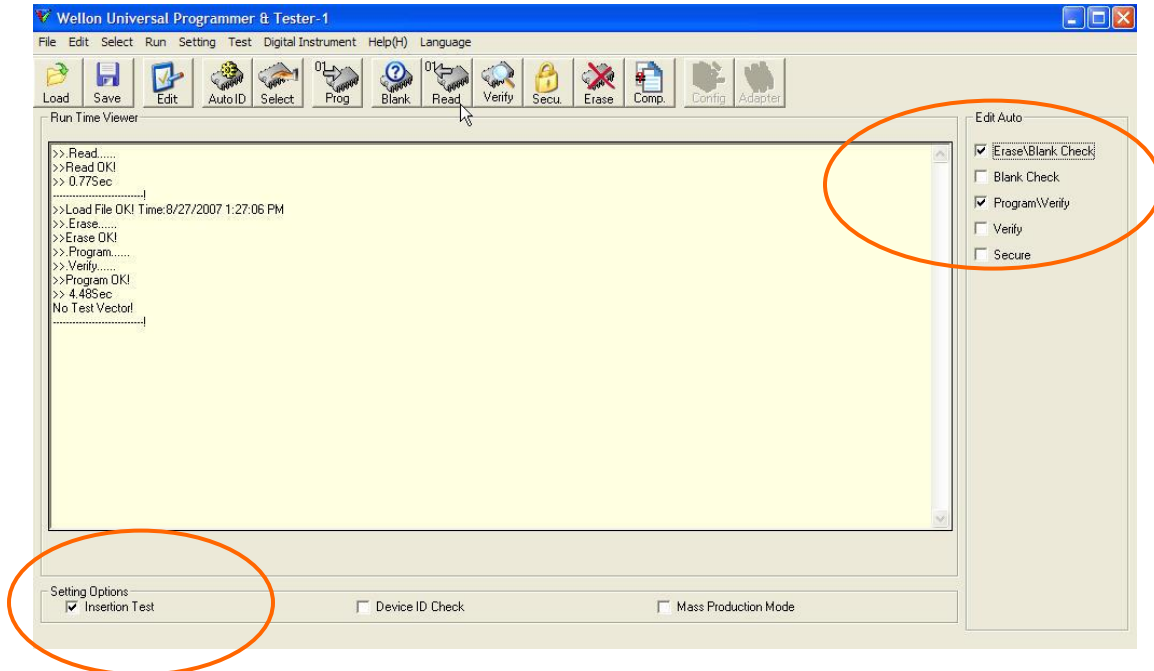 Wellon Universal Programmer & Tester-1
File Edit Select Run Setting Test Digital Instrument Help(H) Language
Load Save Edit AutoID Select Prog Blank Read Verify Secu. Erase Comp. Config Adapter
Run Time Viewer
>>.Read......
>>Read OK!
>> 0.77Sec
----------------------------!
>>Load File OK! Time:8/27/2007 1:27:06 PM
>>.Erase......
>>Erase OK!
>>.Program......
>>.Verify......
>>Program OK!
>> 4.48Sec
No Test Vector!
----------------------------!
Edit Auto
Erase\Blank Check
Blank Check
Program\Verify
Verify
Secure
Setting Options
Insertion Test Device ID Check Mass Production Mode